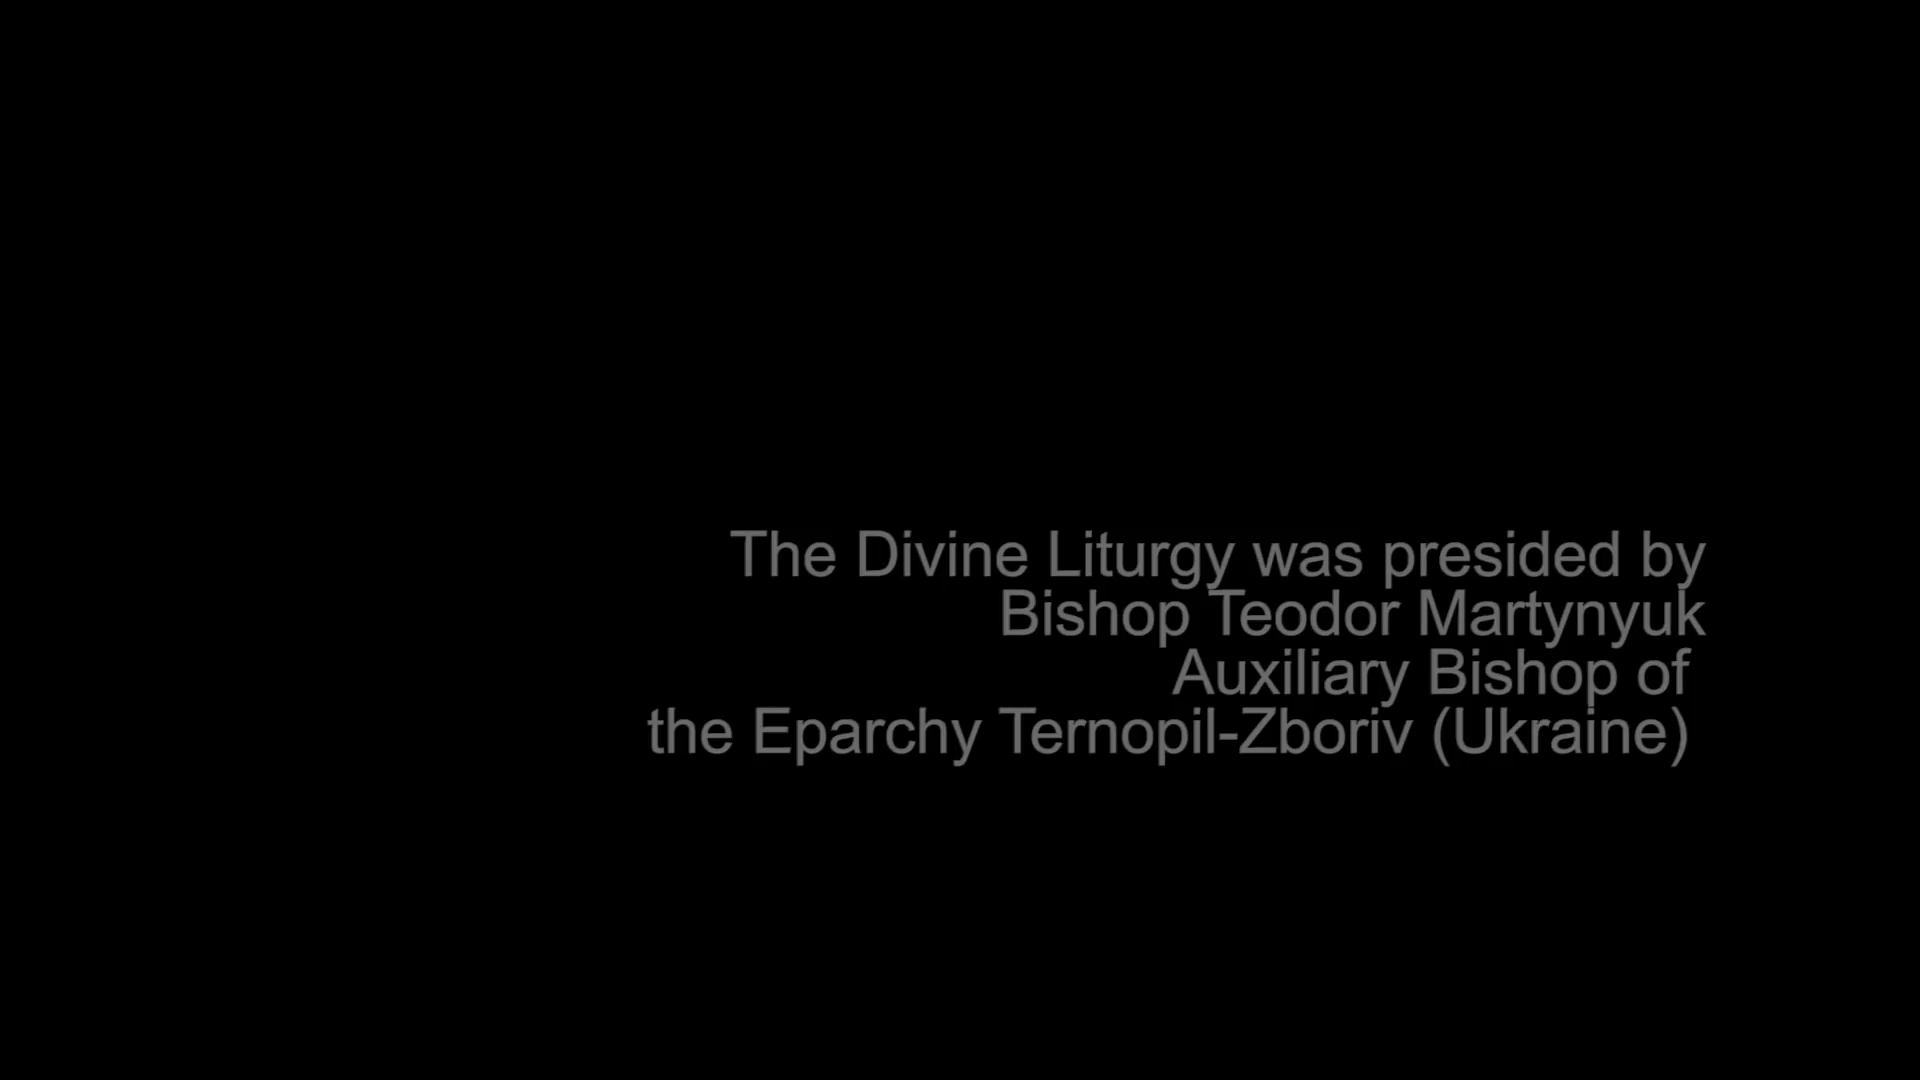 The Divine Liturgy was presided by
Bishop Teodor Martynyuk
Auxiliary Bishop of
the Eparchy Ternopil-Zboriv (Ukraine)